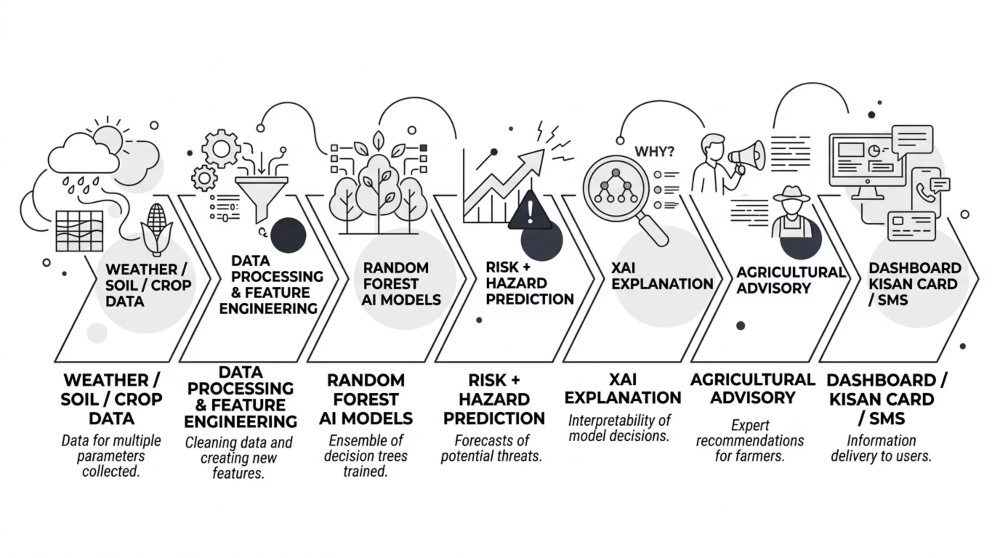 WHY?
WEATHER /
SOIL / CROP
DATA
DATA
PROCESSING
& FEATURE
ENGINEERING
RANDOM
FOREST
AI MODELS
RISK +
HAZARD
PREDICTION
XAI
EXPLANATION
AGRICULTURAL
ADVISORY
DASHBOARD
KISAN CARD
/ SMS
WEATHER /
SOIL / CROP
DATA
Data for multiple
parameters
collected.
DATA
PROCESSING
& FEATURE
ENGINEERING
Cleaning data and
creating new
features.
RANDOM
FOREST
AI MODELS
Ensemble of
decision trees
trained.
RISK +
HAZARD
PREDICTION
Forecasts of
potential threats.
XAI
EXPLANATION
Interpretability of
model decisions.
AGRICULTURAL
ADVISORY
Expert
recommendations
for farmers.
DASHBOARD /
KISAN CARD
/ SMS
Information
delivery to users.